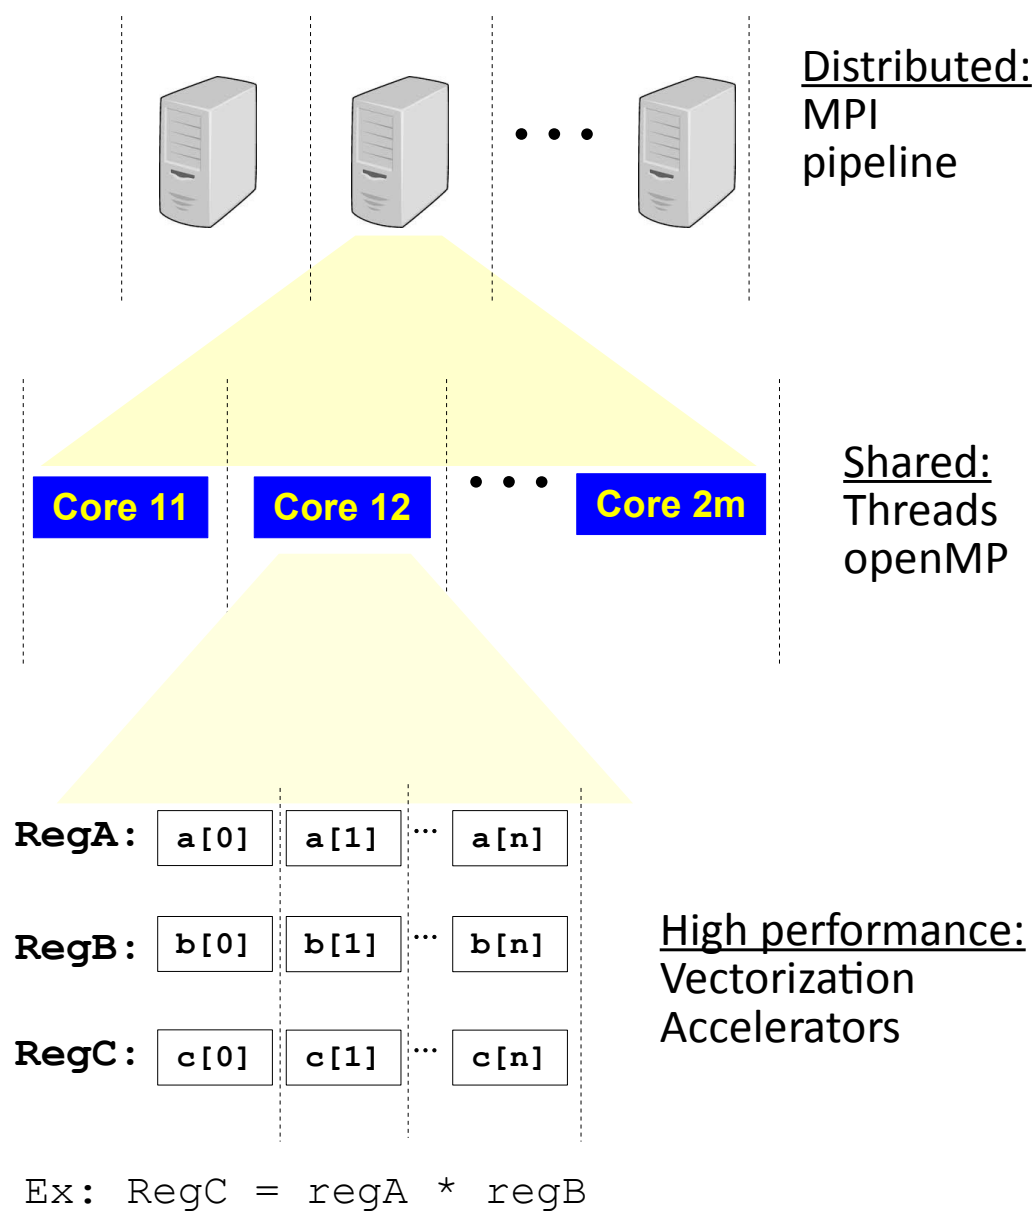 Distributed:
MPI
pipeline
Core 11 Core 12 ... Core 2m
Shared:
Threads
openMP
RegA: a[0] a[1] ... a[n]
RegB: b[0] b[1] ... b[n]
RegC: c[0] c[1] ... c[n]
High performance:
Vectorization
Accelerators
Ex: RegC = regA * regB